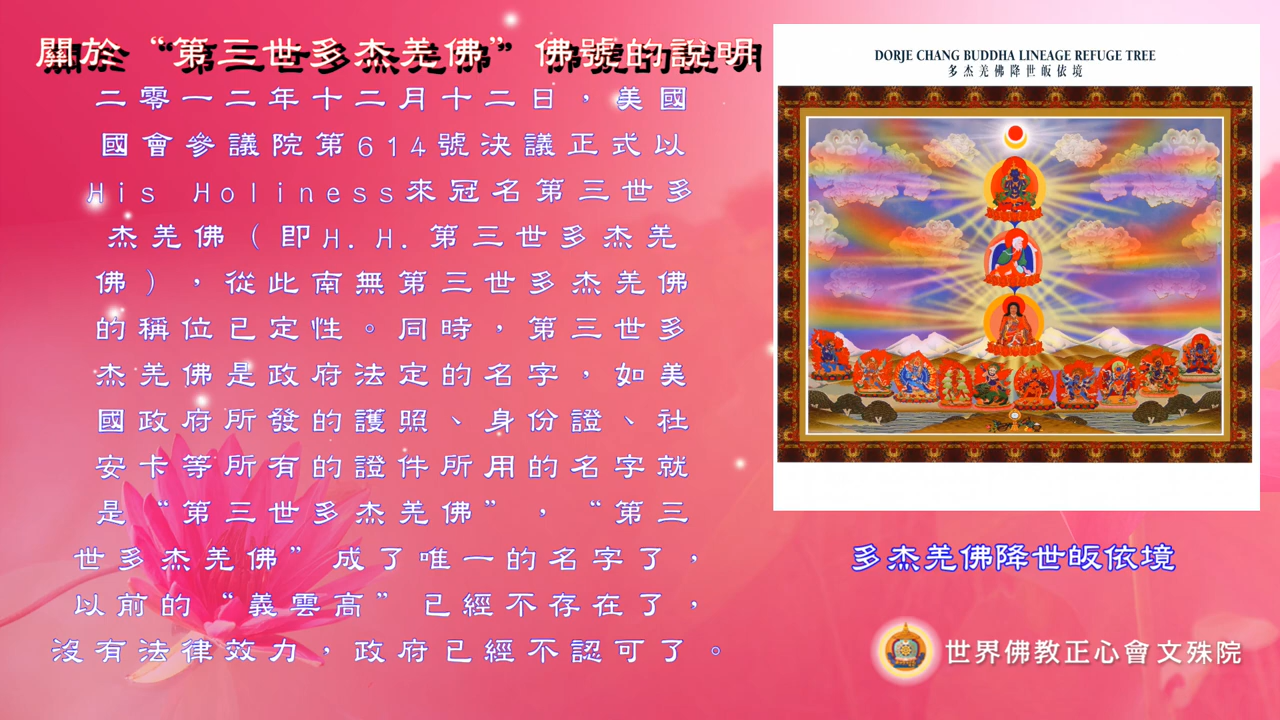 關於“第三世多杰羌佛”佛號的說明
二零一二年十二月十二日，美國
國會參議院第614號決議正式以
His Holiness來冠名第三世多
杰羌佛（即H.H.第三世多杰羌
佛），從此南無第三世多杰羌佛
的稱位已定性。同時，第三世多
杰羌佛是政府法定的名字，如美
國政府所發的護照、身份證、社
安卡等所有的證件所用的名字就
是“第三世多杰羌佛”，“第三
世多杰羌佛”成了唯一的名字了，
以前的“義雲高”已經不存在了，
沒有法律效力，政府已經不認可了。
DORJE CHANG BUDDHA LINEAGE REFUGE TREE
多杰羌佛降世皈依境
多杰羌佛降世皈依境
世界佛教正心會文殊院